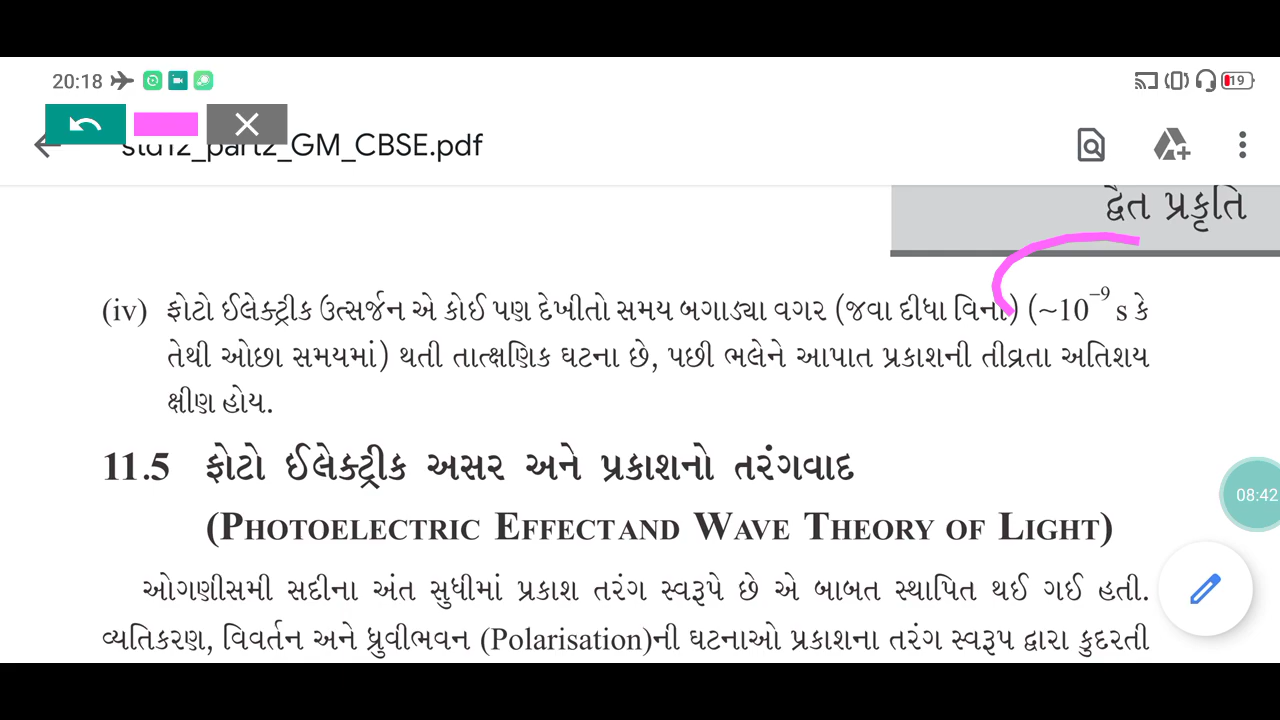 20:18 19
std12_part2_GM_CBSE.pdf
દ્વૈત પ્રકૃતિ
(iv) ફોટો ઈલેક્ટ્રીક ઉત્સર્જન એ કોઈ પણ દેખીતો સમય બગાડ્યા વગર (જવા દીધા વિના) (~10⁻⁹ s કે
તેથી ઓછા સમયમાં) થતી તાત્ક્ષણિક ઘટના છે, પછી ભલેને આપાત પ્રકાશની તીવ્રતા અતિશય
ક્ષીણ હોય.
11.5 ફોટો ઈલેક્ટ્રીક અસર અને પ્રકાશનો તરંગવાદ
08:42
(PHOTOELECTRIC EFFECTAND WAVE THEORY OF LIGHT)
ઓગણીસમી સદીના અંત સુધીમાં પ્રકાશ તરંગ સ્વરૂપે છે એ બાબત સ્થાપિત થઈ ગઈ હતી.
વ્યતિકરણ, વિવર્તન અને ધ્રુવીભવન (Polarisation)ની ઘટનાઓ પ્રકાશના તરંગ સ્વરૂપ દ્વારા કુદરતી